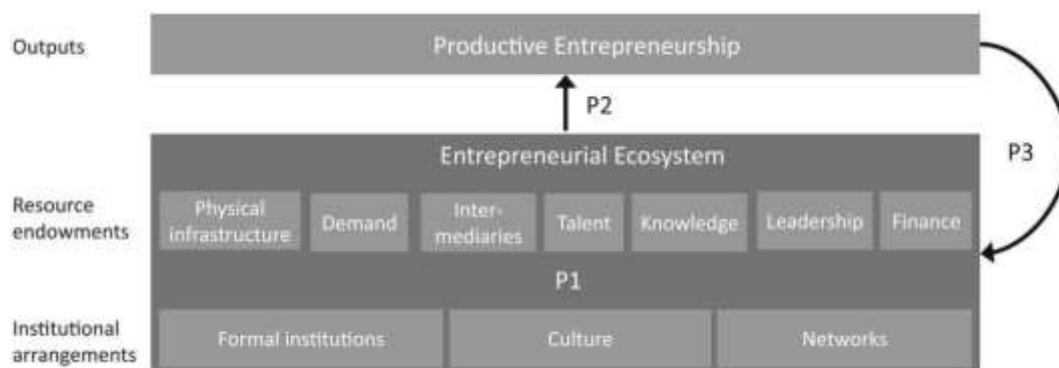 Outputs
Productive Entrepreneurship
P2
P3
Entrepreneurial Ecosystem
Resource
endowments
Physical
infrastructure
Demand
Inter-
mediaries
Talent
Knowledge
Leadership
Finance
P1
Institutional
arrangements
Formal institutions
Culture
Networks